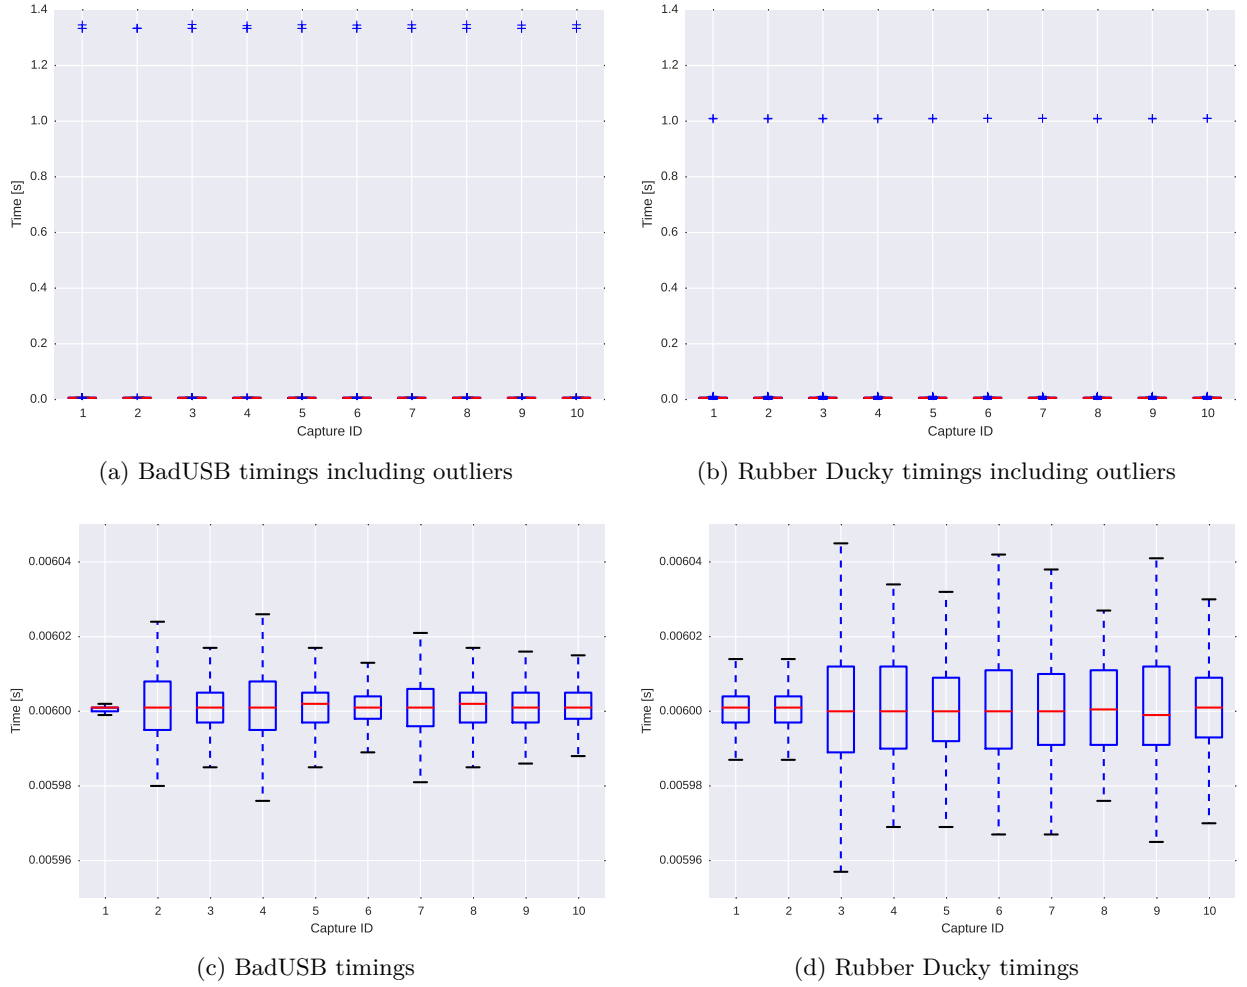 1.4
1.2
1.0
0.8
0.6
0.4
0.2
0.0
Time [s]
1 2 3 4 5 6 7 8 9 10
Capture ID
(a) BadUSB timings including outliers
1.4
1.2
1.0
0.8
0.6
0.4
0.2
0.0
Time [s]
1 2 3 4 5 6 7 8 9 10
Capture ID
(b) Rubber Ducky timings including outliers
0.00604
0.00602
0.00600
0.00598
0.00596
Time [s]
1 2 3 4 5 6 7 8 9 10
Capture ID
(c) BadUSB timings
0.00604
0.00602
0.00600
0.00598
0.00596
Time [s]
1 2 3 4 5 6 7 8 9 10
Capture ID
(d) Rubber Ducky timings